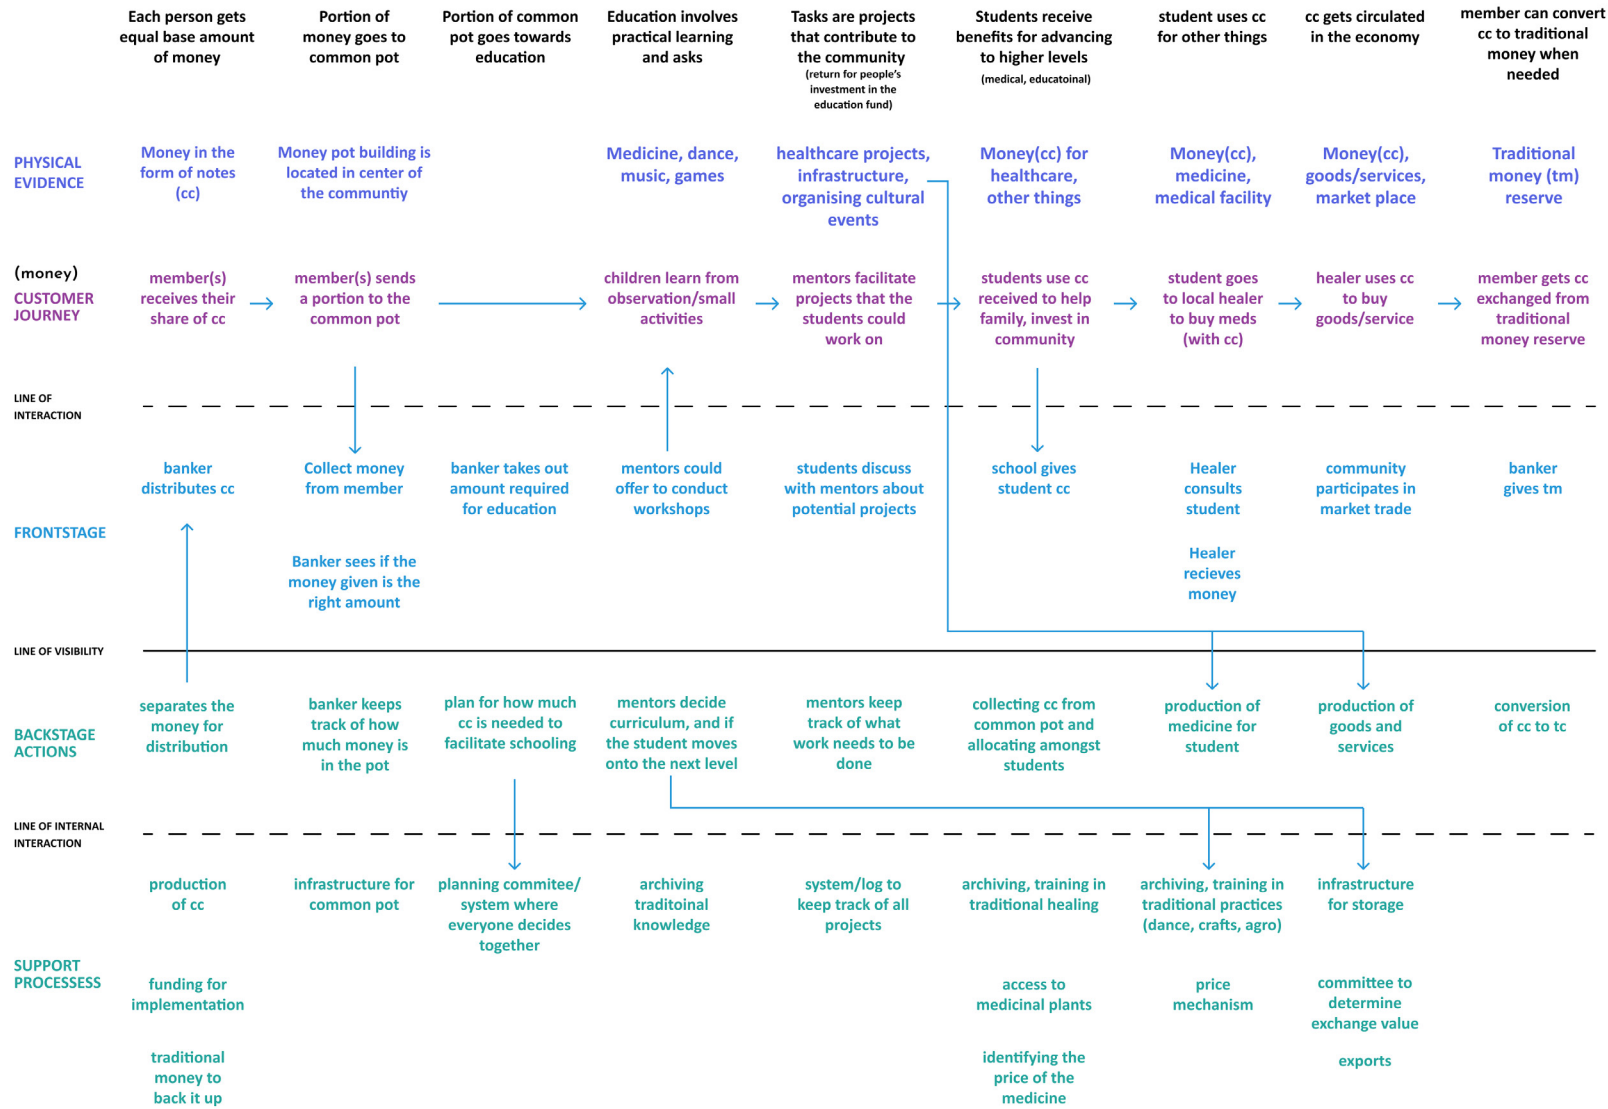 Each person gets
equal base amount
of money
Portion of
money goes to
common pot
Portion of common
pot goes towards
education
Education involves
practical learning
and asks
Tasks are projects
that contribute to
the community
(return for people's
investment in the
education fund)
Students receive
benefits for advancing
to higher levels
(medical, educatoinal)
student uses cc
for other things
cc gets circulated
in the economy
member can convert
cc to traditional
money when
needed
PHYSICAL
EVIDENCE
Money in the
form of notes
(cc)
Money pot building is
located in center of
the communtiy
Medicine, dance,
music, games
healthcare projects,
infrastructure,
organising cultural
events
Money(cc) for
healthcare,
other things
Money(cc),
medicine,
medical facility
Money(cc),
goods/services,
market place
Traditional
money (tm)
reserve
(money)
CUSTOMER
JOURNEY
member(s)
receives their
share of cc
member(s) sends
a portion to the
common pot
children learn from
observation/small
activities
mentors facilitate
projects that the
students could
work on
students use cc
received to help
family, invest in
community
student goes
to local healer
to buy meds
(with cc)
healer uses cc
to buy
goods/service
member gets cc
exchanged from
traditional
money reserve
LINE OF
INTERACTION
FRONTSTAGE
banker
distributes cc
Collect money
from member
Banker sees if the
money given is the
right amount
banker takes out
amount required
for education
mentors could
offer to conduct
workshops
students discuss
with mentors about
potential projects
school gives
student cc
Healer
consults
student
Healer
recieves
money
community
participates in
market trade
banker
gives tm
LINE OF VISIBILITY
BACKSTAGE
ACTIONS
separates the
money for
distribution
banker keeps
track of how
much money is
in the pot
plan for how much
cc is needed to
facilitate schooling
mentors decide
curriculum, and if
the student moves
onto the next level
mentors keep
track of what
work needs to be
done
collecting cc from
common pot and
allocating amongst
students
production of
medicine for
student
production of
goods and
services
conversion
of cc to tc
LINE OF INTERNAL
INTERACTION
SUPPORT
PROCESSESS
production
of cc
funding for
implementation
traditional
money to
back it up
infrastructure for
common pot
planning commitee/
system where
everyone decides
together
archiving
traditoinal
knowledge
system/log to
keep track of all
projects
archiving, training in
traditional healing
access to
medicinal plants
identifying the
price of the
medicine
archiving, training in
traditional practices
(dance, crafts, agro)
price
mechanism
infrastructure
for storage
committee to
determine
exchange value
exports